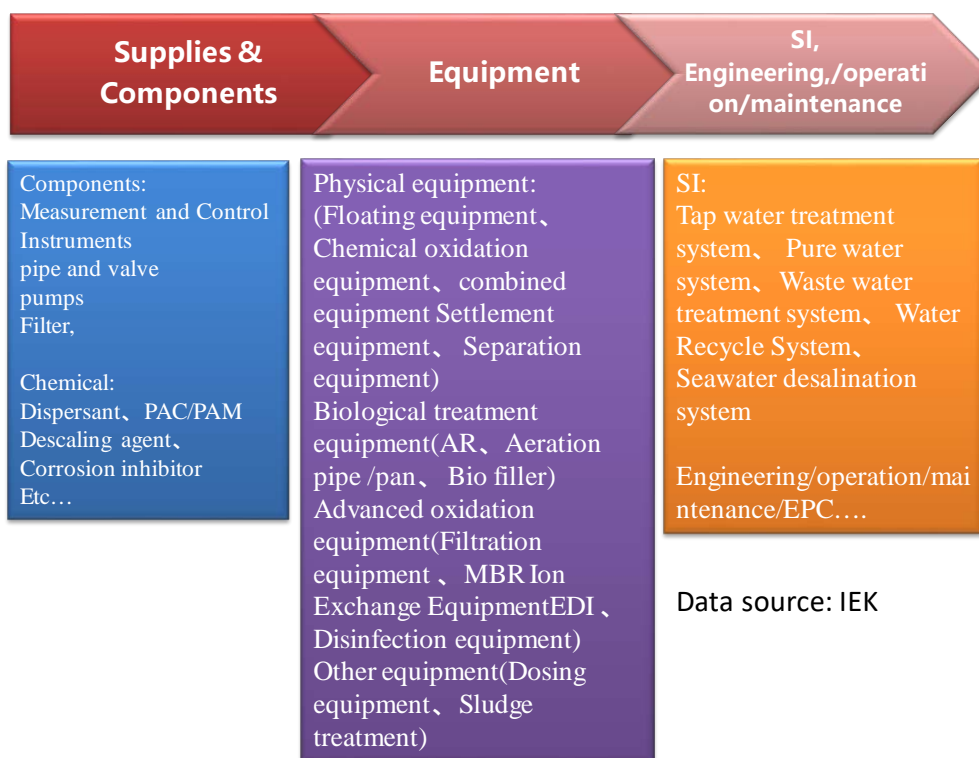 Supplies &
Components
Equipment
SI,
Engineering,/operati
on/maintenance
Components:
Measurement and Control
Instruments
pipe and valve
pumps
Filter,
Chemical:
Dispersant、PAC/PAM
Descaling agent、
Corrosion inhibitor
Etc…
Physical equipment:
(Floating equipment、
Chemical oxidation
equipment、combined
equipment Settlement
equipment、 Separation
equipment)
Biological treatment
equipment(AR、Aeration
pipe /pan、Bio filler)
Advanced oxidation
equipment(Filtration
equipment 、MBR Ion
Exchange EquipmentEDI 、
Disinfection equipment)
Other equipment(Dosing
equipment、Sludge
treatment)
SI:
Tap water treatment
system、 Pure water
system、 Waste water
treatment system、 Water
Recycle System、
Seawater desalination
system
Engineering/operation/mai
ntenance/EPC….
Data source: IEK